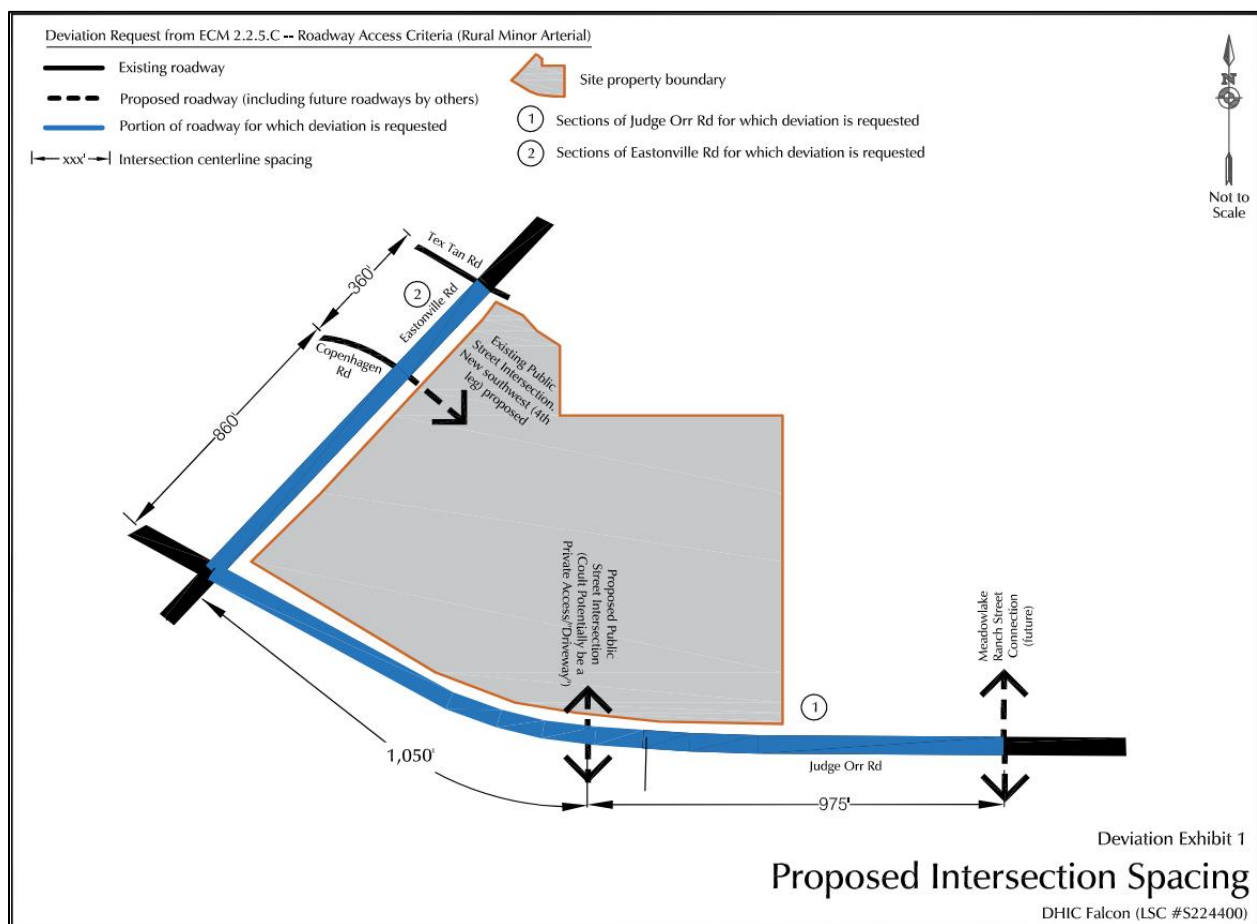 Deviation Request from ECM 2.2.5.C -- Roadway Access Criteria (Rural Minor Arterial)
Existing roadway
Proposed roadway (including future roadways by others)
Portion of roadway for which deviation is requested
xxx' Intersection centerline spacing
Site property boundary
1 Sections of Judge Orr Rd for which deviation is requested
2 Sections of Eastonville Rd for which deviation is requested
N
Not to
Scale
Tex Tan Rd
360'
2
Eastonville Rd
Copenhagen
Rd
860'
Existing Public
Street Intersection.
New southwest (4th
leg) proposed
Proposed Public
Street Intersection
(Coult Potentially be a
Private Access/"Driveway")
Meadowlake
Ranch Street
Connection
(future)
1
1,050'
Judge Orr Rd
975'
Deviation Exhibit 1
Proposed Intersection Spacing
DHIC Falcon (LSC #S224400)